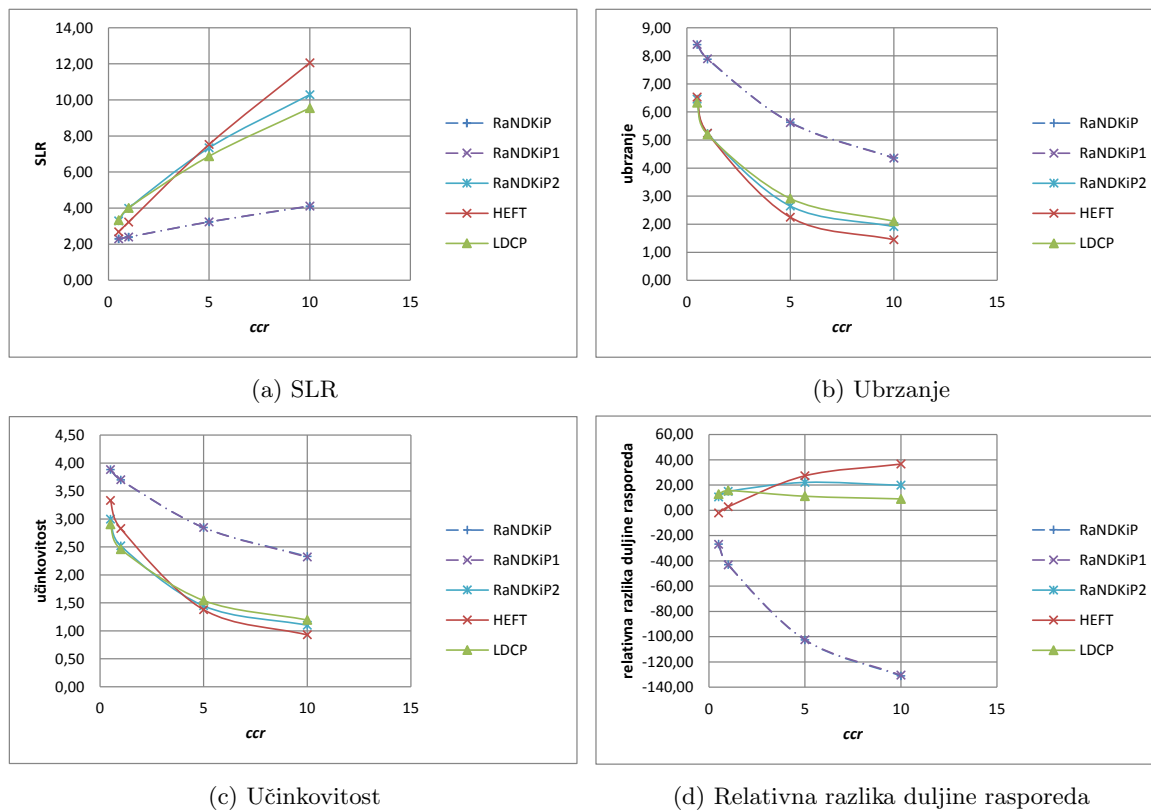 SLR
14,00
12,00
10,00
8,00
6,00
4,00
2,00
0,00
0 5 10 15
ccr
RaNDKiP
RaNDKiP1
RaNDKiP2
HEFT
LDCP
(a) SLR
ubrzanje
9,00
8,00
7,00
6,00
5,00
4,00
3,00
2,00
1,00
0,00
0 5 10 15
ccr
RaNDKiP
RaNDKiP1
RaNDKiP2
HEFT
LDCP
(b) Ubrzanje
učinkovitost
4,50
4,00
3,50
3,00
2,50
2,00
1,50
1,00
0,50
0,00
0 5 10 15
ccr
RaNDKiP
RaNDKiP1
RaNDKiP2
HEFT
LDCP
(c) Učinkovitost
relativna razlika duljine rasporeda
60,00
40,00
20,00
0,00
-20,00
-40,00
-60,00
-80,00
-100,00
-120,00
-140,00
0 5 10 15
ccr
RaNDKiP
RaNDKiP1
RaNDKiP2
HEFT
LDCP
(d) Relativna razlika duljine rasporeda